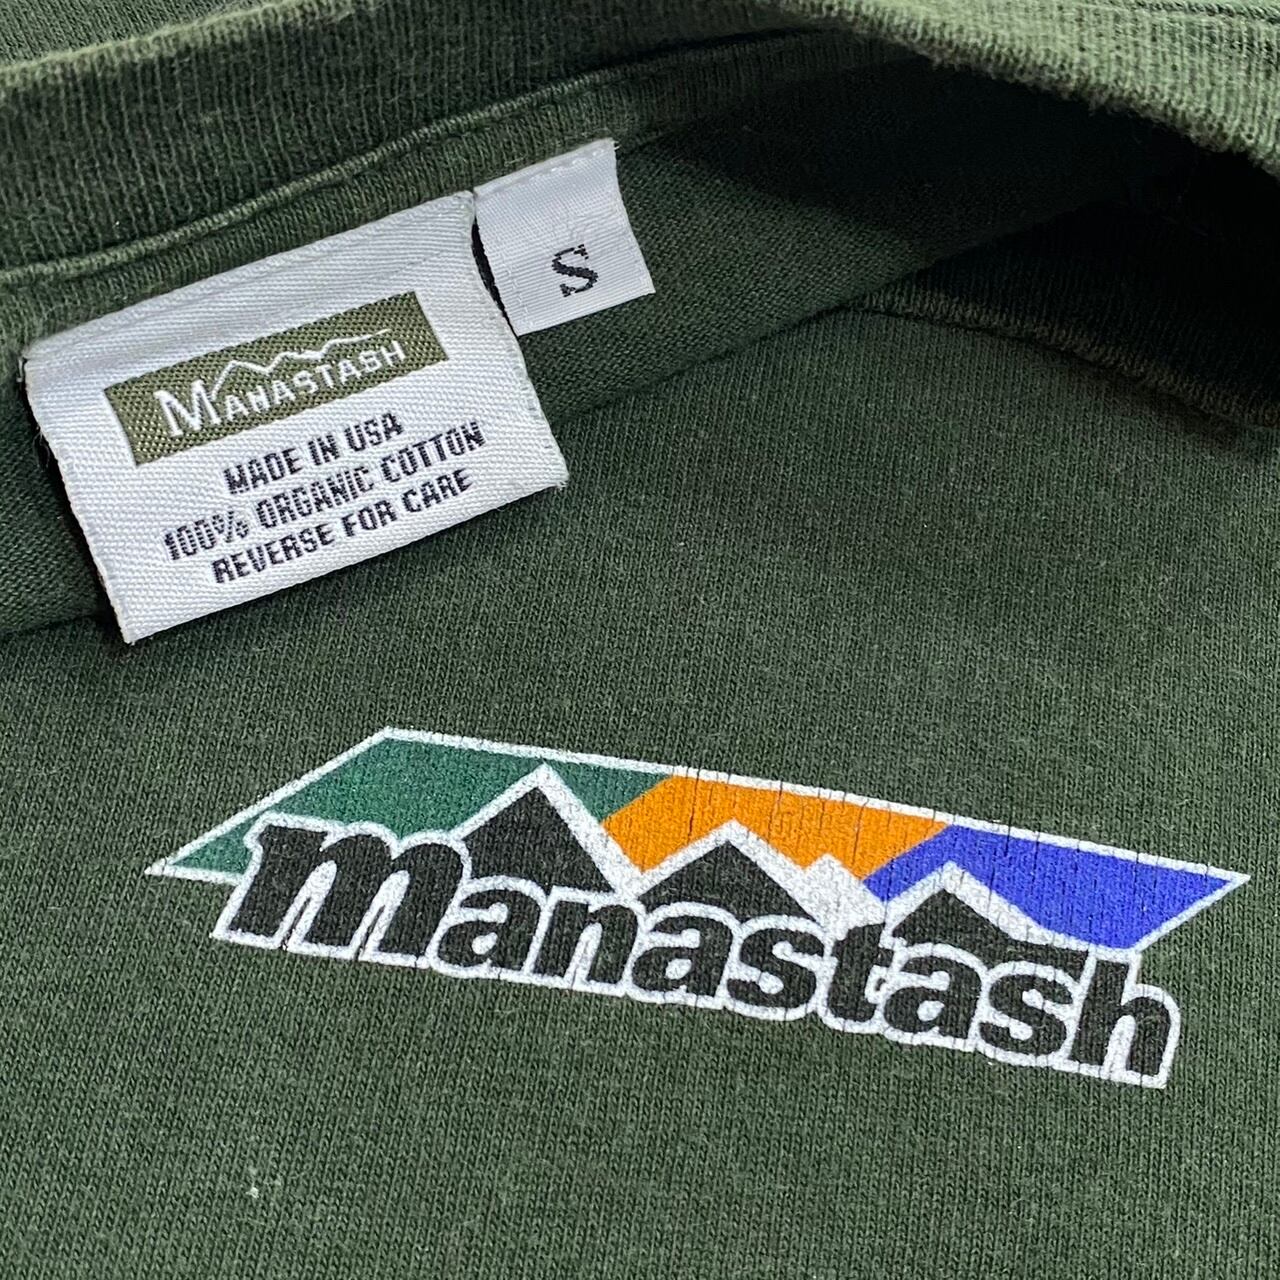 S
MANASTASH
MADE IN USA
100% ORGANIC COTTON
REVERSE FOR CARE
manastash